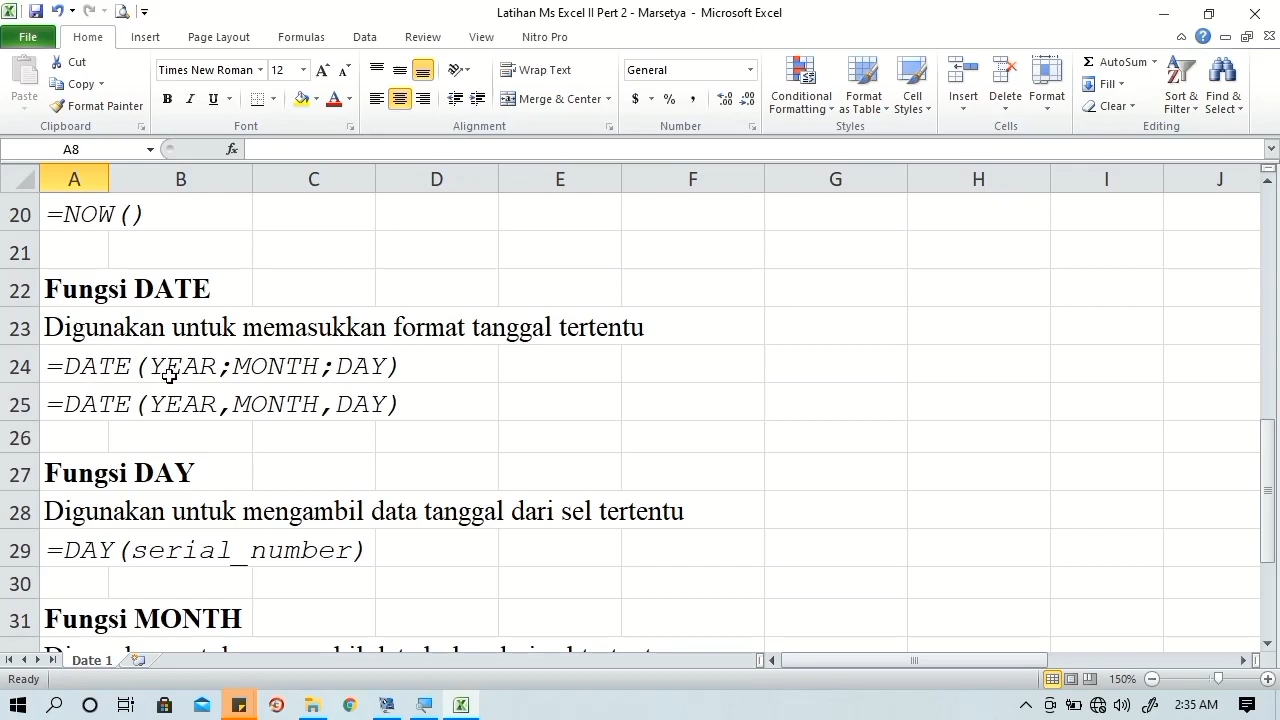 Latihan Ms Excel II Pert 2 - Marsetya - Microsoft Excel
File Home Insert Page Layout Formulas Data Review View Nitro Pro
Paste
Cut
Copy
Format Painter
Clipboard
Times New Roman 12
B I U
Font
Wrap Text
Merge & Center
Alignment
General
$ % ,
Number
Conditional Formatting
Format as Table
Cell Styles
Styles
Insert Delete Format
Cells
AutoSum
Fill
Clear
Sort & Filter
Find & Select
Editing
A8 fx
A B C D E F G H I J
20 =NOW()
21
22 Fungsi DATE
23 Digunakan untuk memasukkan format tanggal tertentu
24 =DATE(YEAR;MONTH;DAY)
25 =DATE(YEAR,MONTH,DAY)
26
27 Fungsi DAY
28 Digunakan untuk mengambil data tanggal dari sel tertentu
29 =DAY(serial_number)
30
31 Fungsi MONTH
Date 1
Ready 150%
2:35 AM